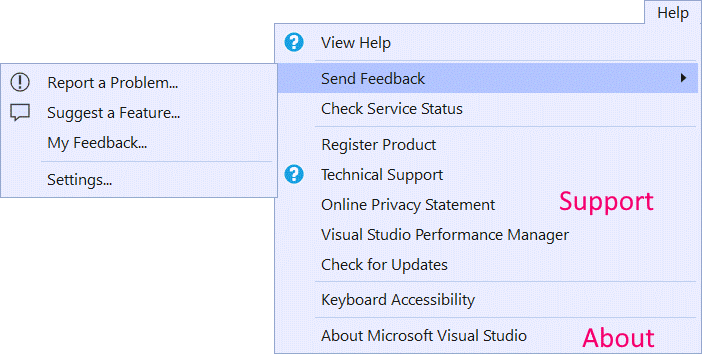 Help
View Help
Send Feedback
Check Service Status
Register Product
Technical Support
Online Privacy Statement
Visual Studio Performance Manager
Check for Updates
Keyboard Accessibility
About Microsoft Visual Studio
Report a Problem...
Suggest a Feature...
My Feedback...
Settings...
Support
About